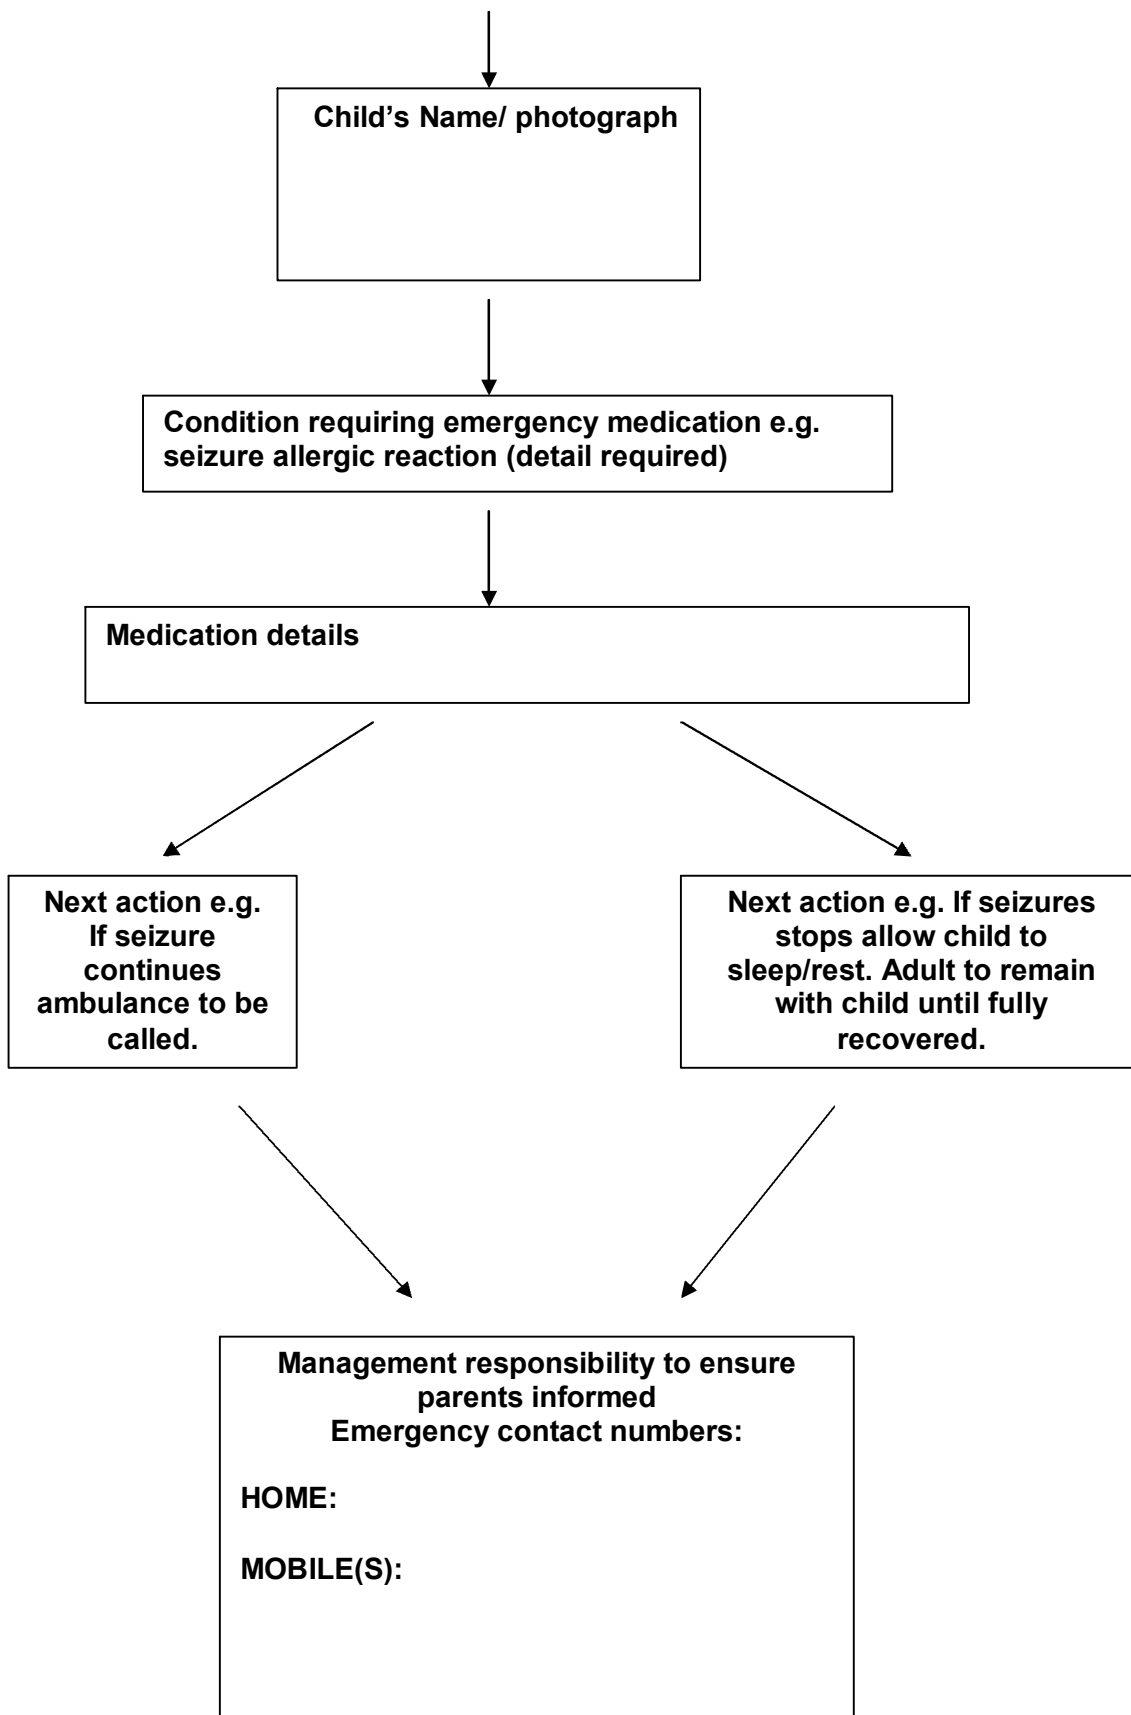 Child’s Name/ photograph
Condition requiring emergency medication e.g.
seizure allergic reaction (detail required)
Medication details
Next action e.g.
If seizure
continues
ambulance to be
called.
Next action e.g. If seizures
stops allow child to
sleep/rest. Adult to remain
with child until fully
recovered.
Management responsibility to ensure
parents informed
Emergency contact numbers:
HOME:
MOBILE(S):